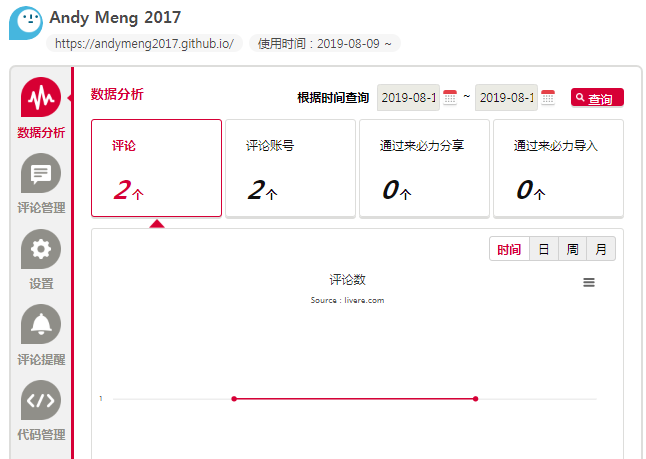 Andy Meng 2017
https://andymeng2017.github.io/ 使用时间：2019-08-09 ~
数据分析
评论管理
设置
评论提醒
代码管理
数据分析 根据时间查询 2019-08-1 ~ 2019-08-1 查询
评论 评论账号 通过来必力分享 通过来必力导入
2个 2个 0个 0个
时间 日 周 月
评论数
Source : livere.com
1